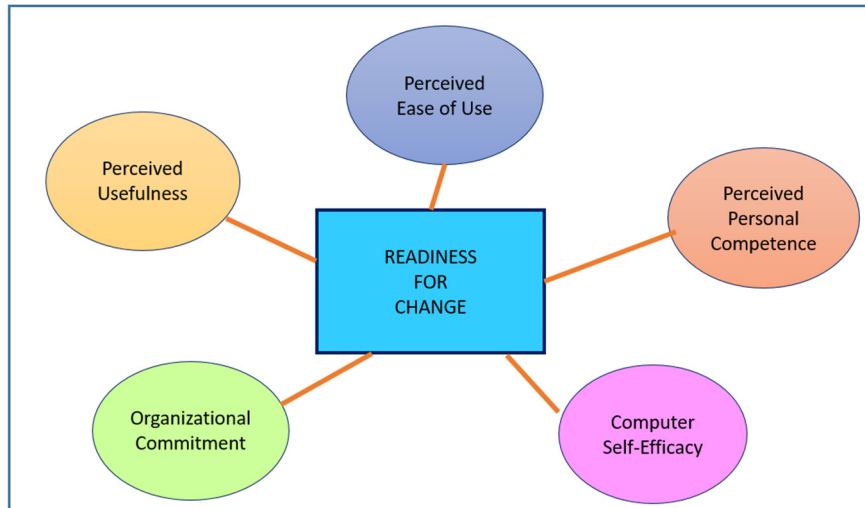 Perceived
Ease of Use
Perceived
Usefulness
Perceived
Personal
Competence
READINESS
FOR
CHANGE
Organizational
Commitment
Computer
Self-Efficacy